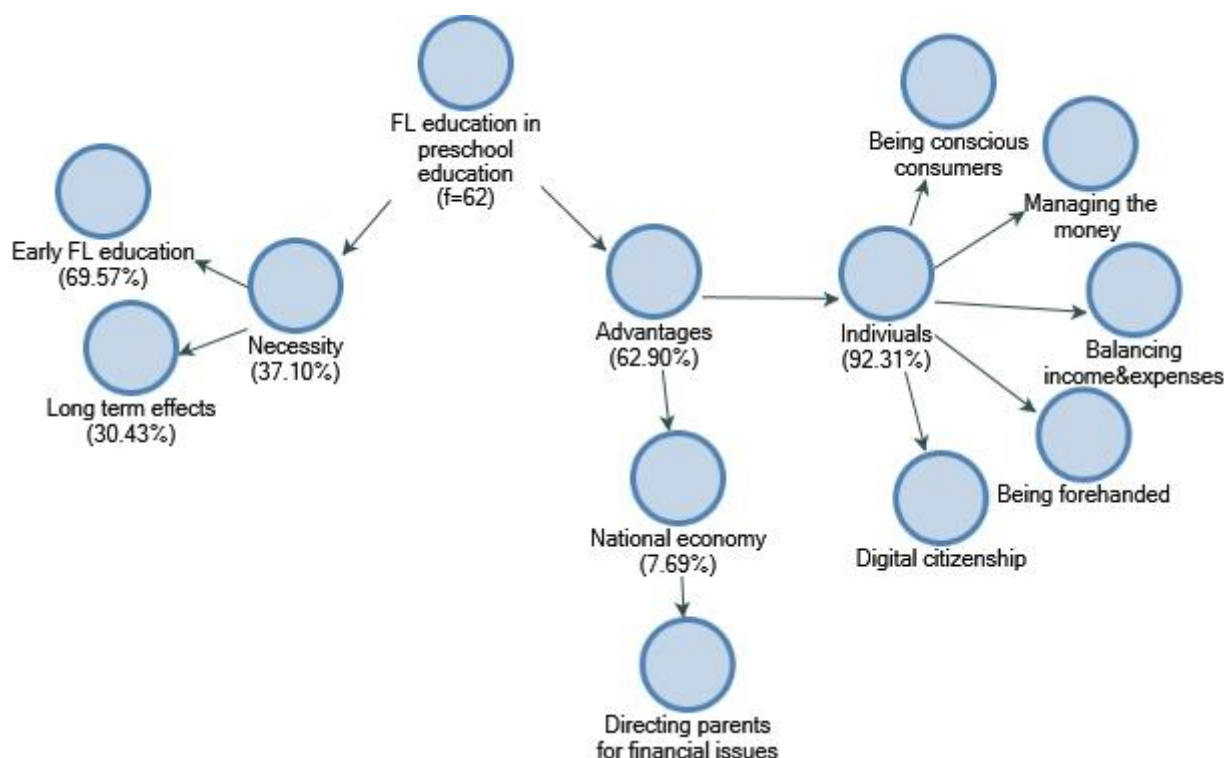 FL education in
preschool
education
(f=62)
Being conscious
consumers
Managing the
money
Early FL education
(69.57%)
Necessity
(37.10%)
Advantages
(62.90%)
Indiviuals
(92.31%)
Balancing
income&expenses
Long term effects
(30.43%)
Being forehanded
National economy
(7.69%)
Digital citizenship
Directing parents
for financial issues